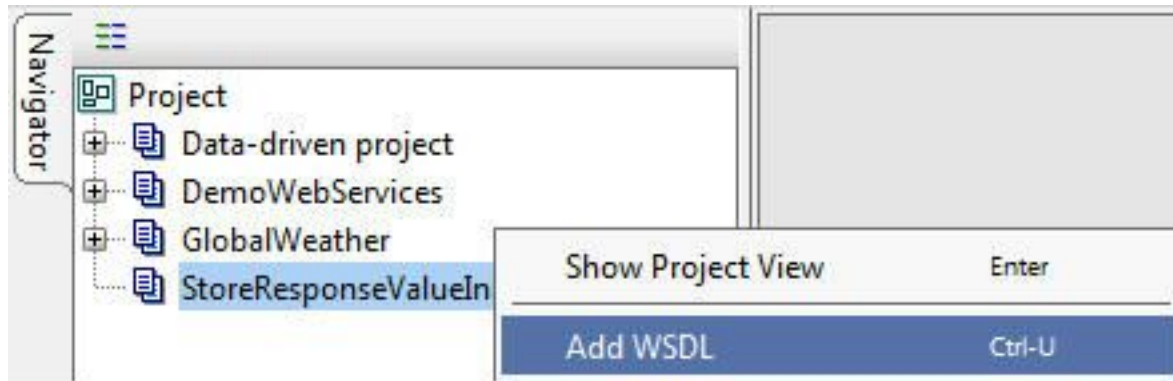 Navigator
Project
Data-driven project
DemoWebServices
GlobalWeather
StoreResponseValueIn
Show Project View Enter
Add WSDL Ctrl-U